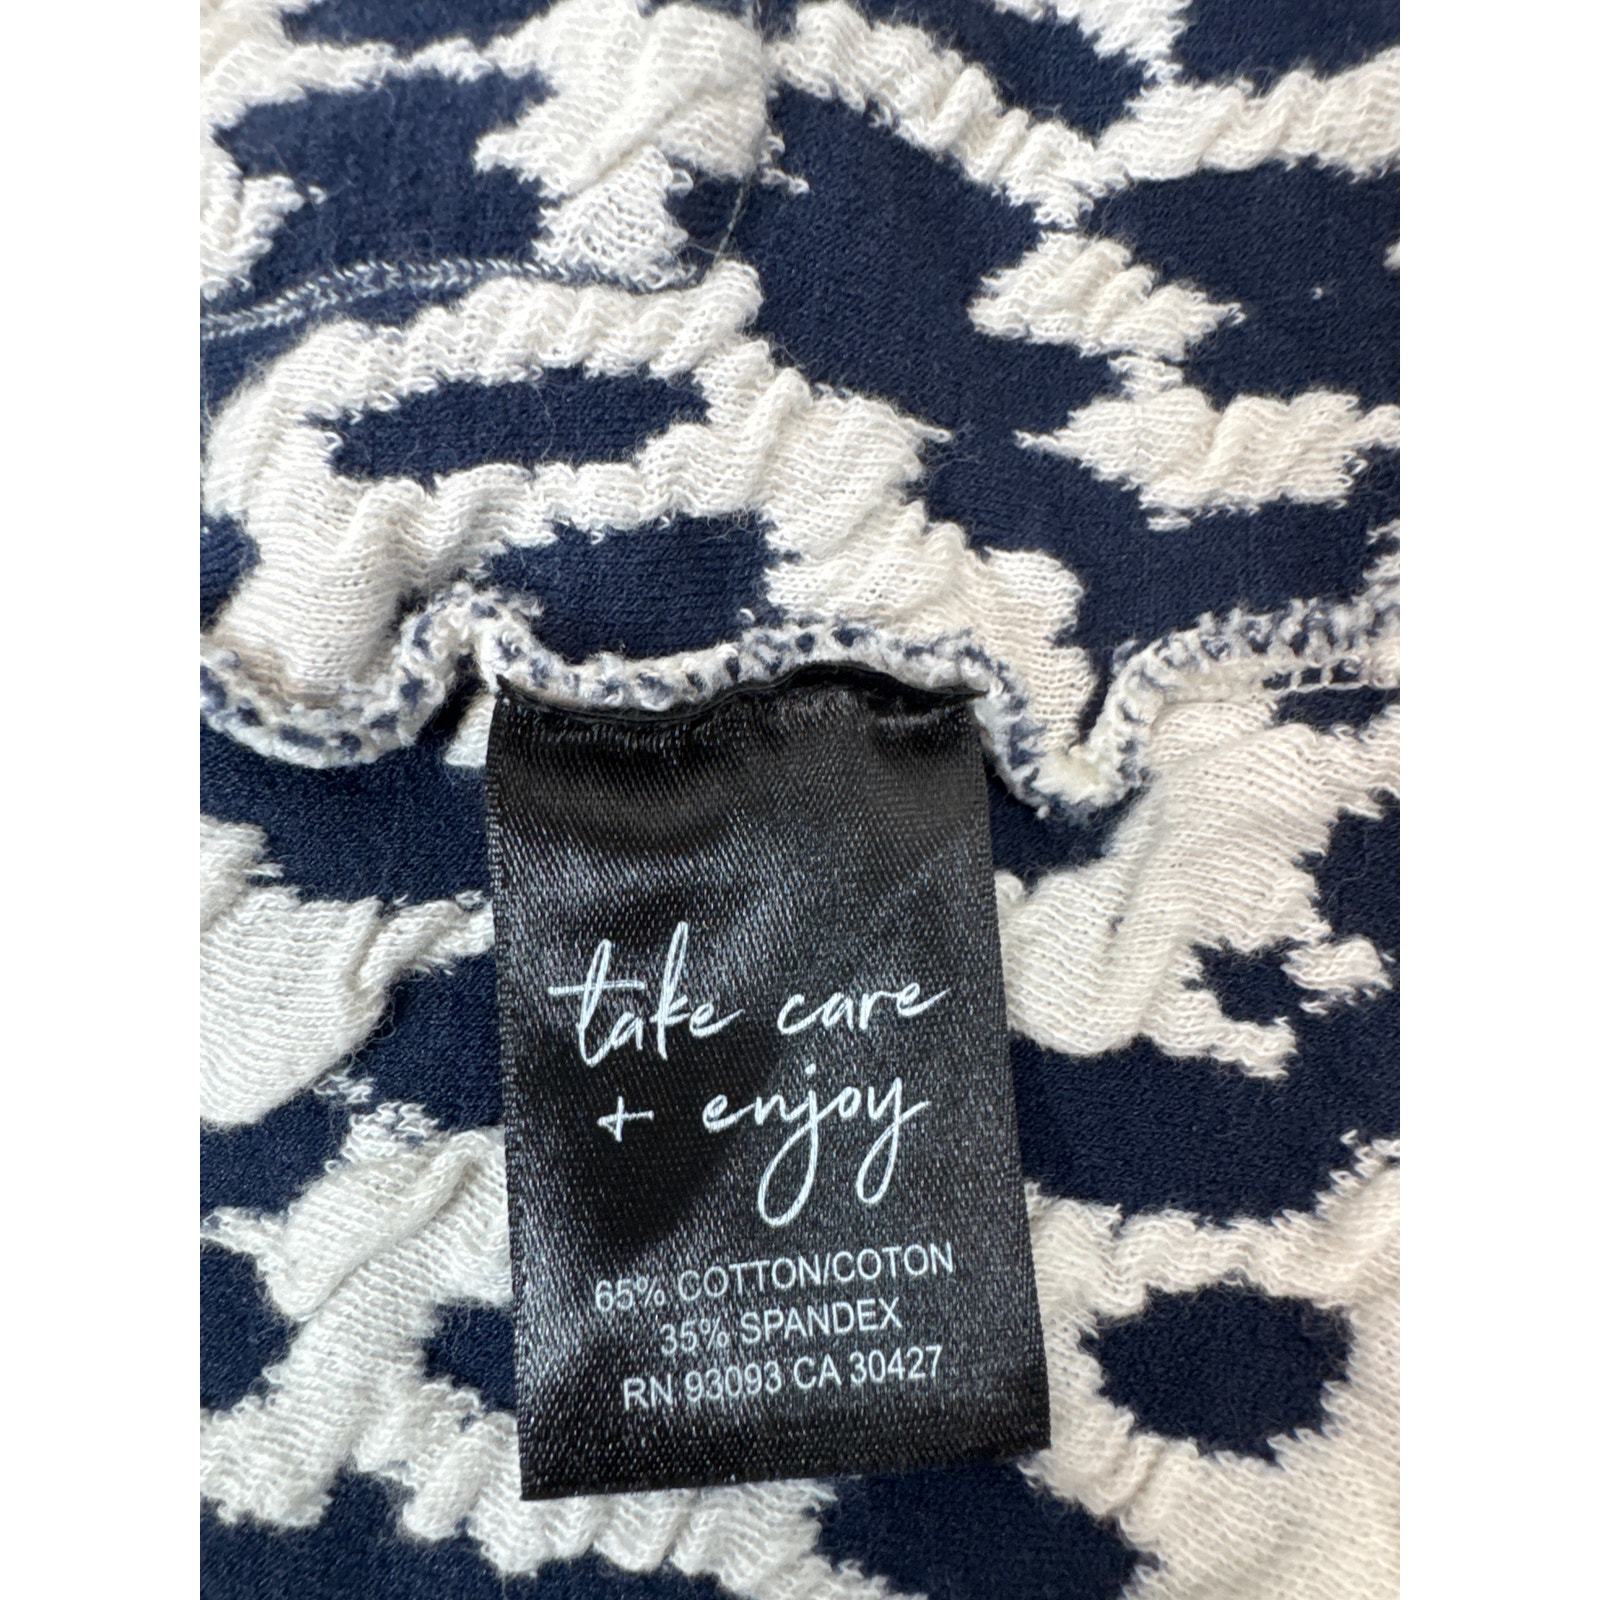 take care
+ enjoy
65% COTTON/COTON
35% SPANDEX
RN 93093 CA 30427